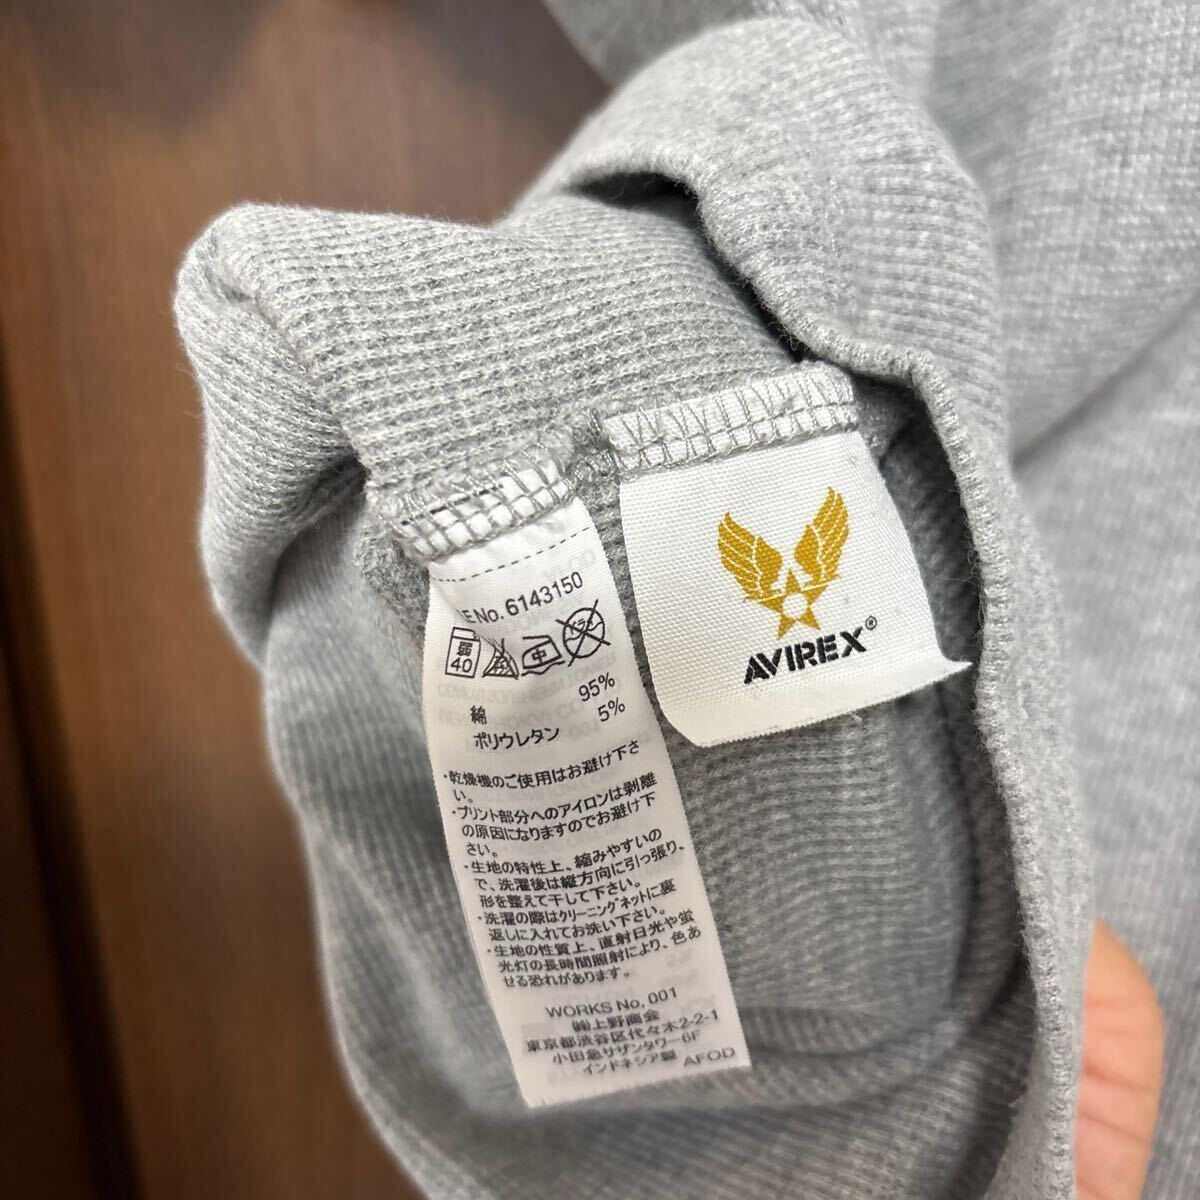 E No. 6143150
弱
40
中
ドライ
綿 95%
ポリウレタン 5%
・乾燥機のご使用はお避け下さ
い。
・プリント部分へのアイロンは剥離
の原因になりますのでお避け下
さい。
・生地の特性上、縮みやすいの
で、洗濯後は縦方向に引っ張り、
形を整えて干して下さい。
・洗濯の際はクリーニングネットに裏
返しに入れてお洗い下さい。
・生地の性質上、直射日光や蛍
光灯の長時間照射により、色あ
せる恐れがあります。
WORKS No. 001
㈱上野商会
東京都渋谷区代々木2-2-1
小田急サザンタワー6F
インドネシア製 AFOD
AVIREX®